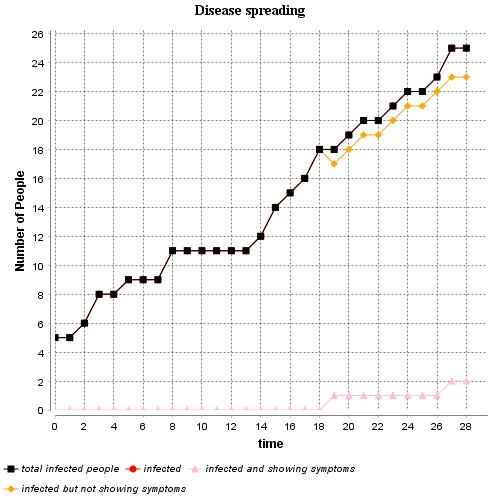 Disease spreading
Number of People
26
24
22
20
18
16
14
12
10
8
6
4
2
0
0 2 4 6 8 10 12 14 16 18 20 22 24 26 28
time
total infected people infected infected and showing symptoms
infected but not showing symptoms